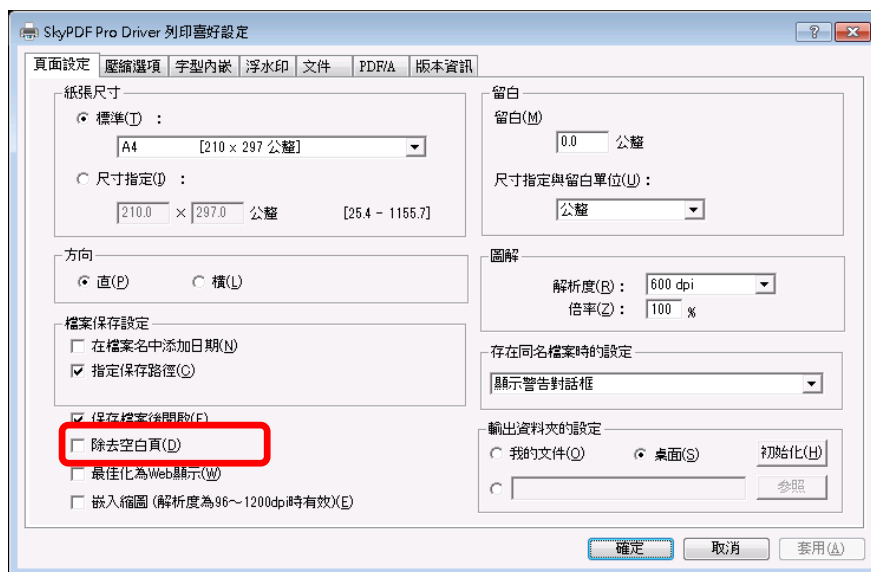 SkyPDF Pro Driver 列印喜好設定
頁面設定 壓縮選項 字型內嵌 浮水印 文件 PDF/A 版本資訊
紙張尺寸
標準(T) :
A4 [210 x 297 公釐]
尺寸指定(I) :
210.0 × 297.0 公釐 [25.4 - 1155.7]
方向
直(P) 橫(L)
檔案保存設定
在檔案名中添加日期(N)
指定保存路徑(C)
保存檔案後開啟(F)
除去空白頁(D)
最佳化為Web顯示(W)
嵌入縮圖 (解析度為96～1200dpi時有效)(E)
留白
留白(M)
0.0 公釐
尺寸指定與留白單位(U):
公釐
圖解
解析度(R): 600 dpi
倍率(Z): 100 %
存在同名檔案時的設定
顯示警告對話框
輸出資料夾的設定
我的文件(O) 桌面(S) 初始化(H)
參照
確定 取消 套用(A)